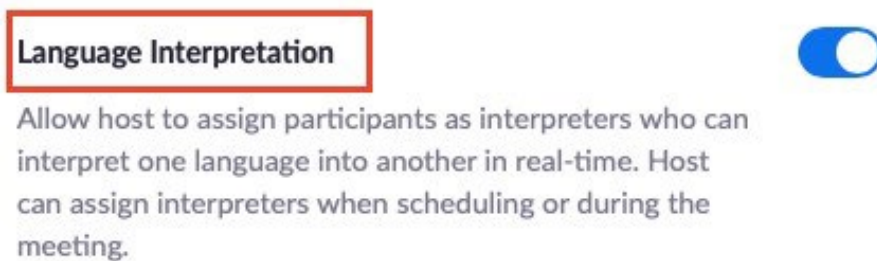 Language Interpretation
Allow host to assign participants as interpreters who can
interpret one language into another in real-time. Host
can assign interpreters when scheduling or during the
meeting.